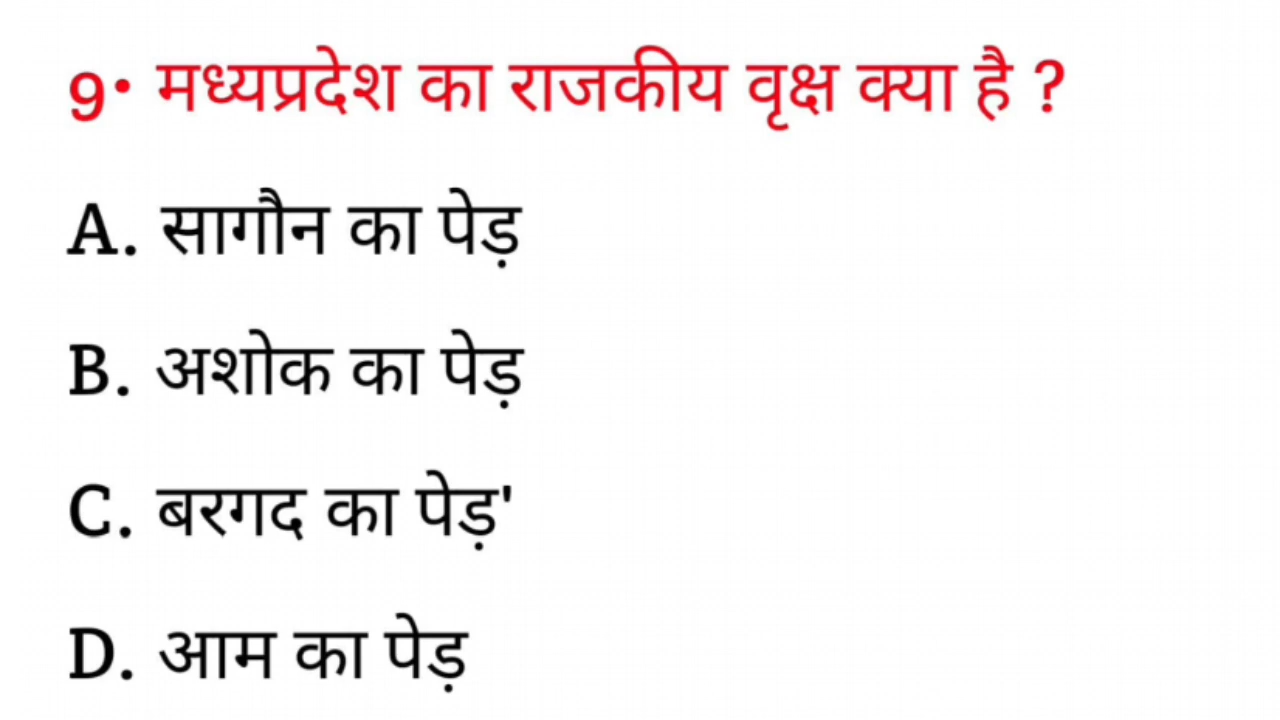 9• मध्यप्रदेश का राजकीय वृक्ष क्या है ?
A. सागौन का पेड़
B. अशोक का पेड़
C. बरगद का पेड़'
D. आम का पेड़